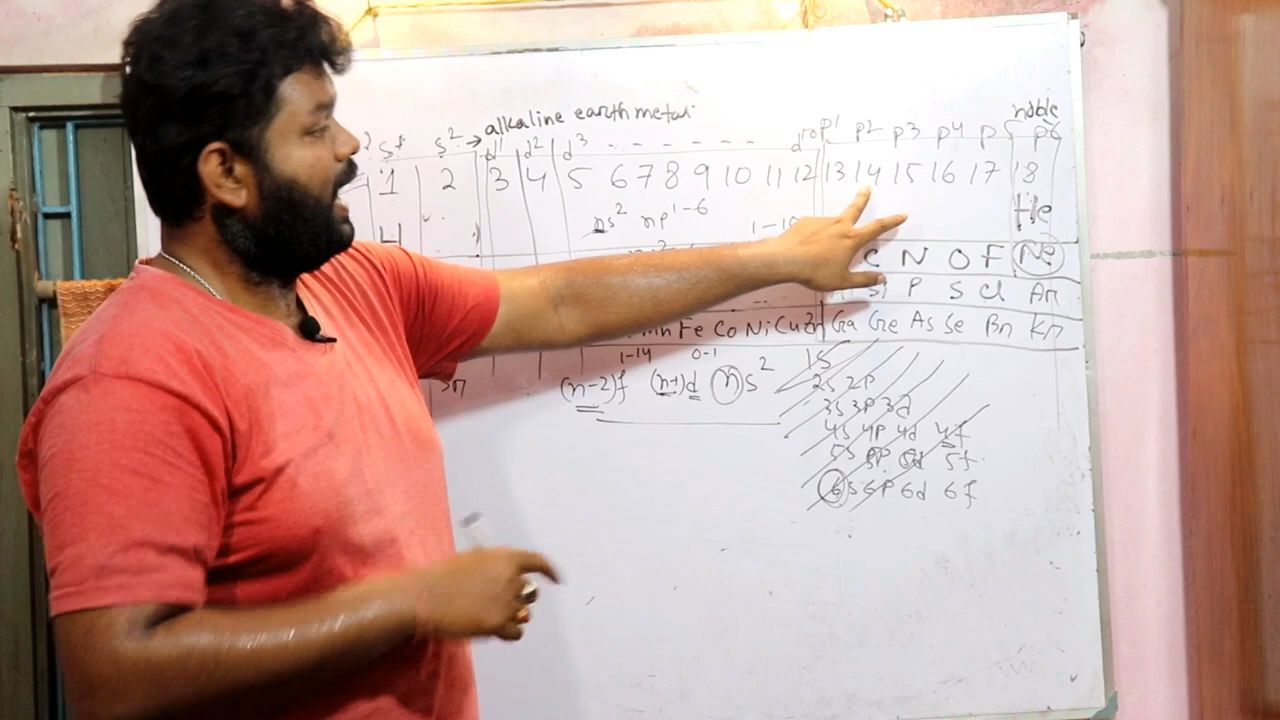 noble
alkaline earth metal
s¹ s² → d¹ d² d³ - - - - - - d¹⁰ p¹ p² p³ p⁴ p⁵ p⁶
1 2 3 4 5 6 7 8 9 10 11 12 13 14 15 16 17 18
H ns² np¹⁻⁶ He
C N O F Ne
Si P S Cl Ar
Mn Fe Co Ni Cu Zn Ga Ge As Se Br Kr
1-14 0-1
Sr (n-2)f (n-1)d ns²
1s
2s 2p
3s 3p 3d
4s 4p 4d 4f
5s 5p 5d 5f
6s 6p 6d 6f